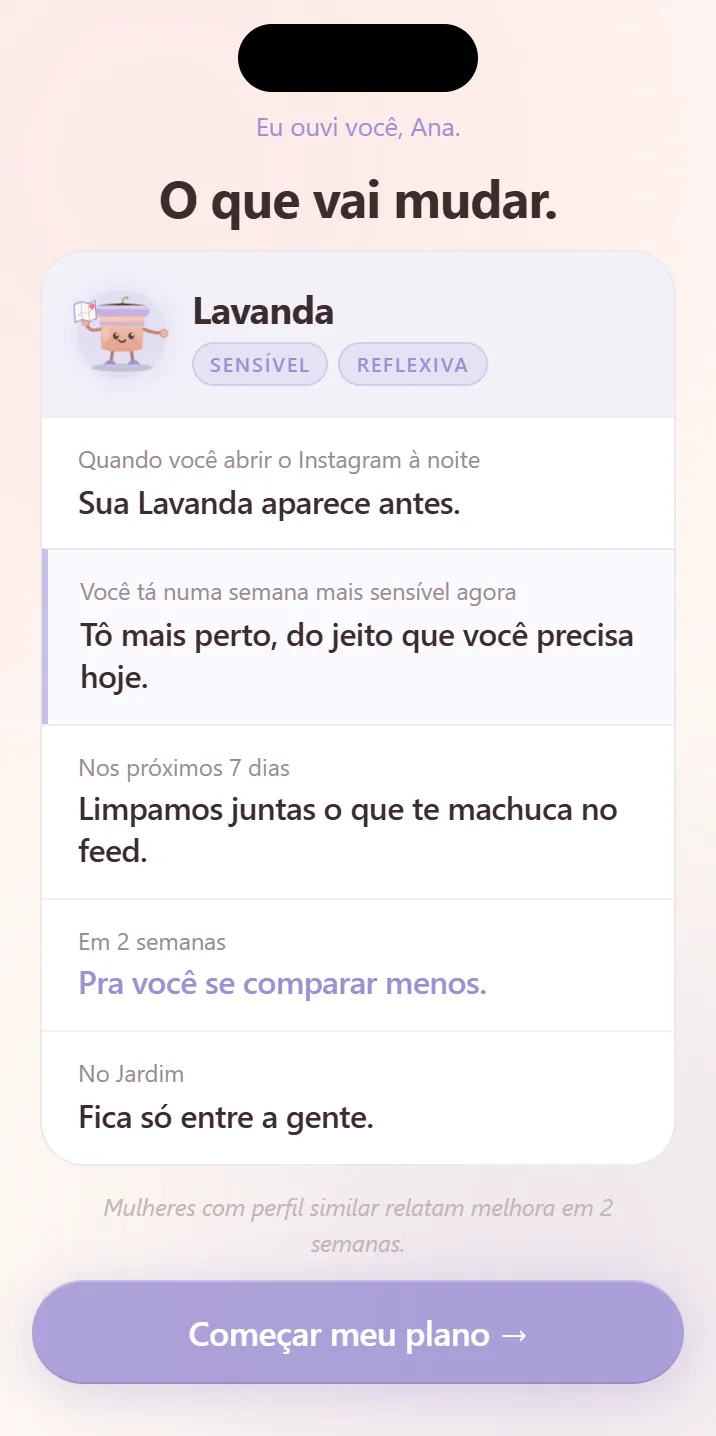 Eu ouvi você, Ana.
O que vai mudar.
Lavanda
SENSÍVEL
REFLEXIVA
Quando você abrir o Instagram à noite
Sua Lavanda aparece antes.
Você tá numa semana mais sensível agora
Tô mais perto, do jeito que você precisa
hoje.
Nos próximos 7 dias
Limpamos juntas o que te machuca no
feed.
Em 2 semanas
Pra você se comparar menos.
No Jardim
Fica só entre a gente.
Mulheres com perfil similar relatam melhora em 2
semanas.
Começar meu plano →